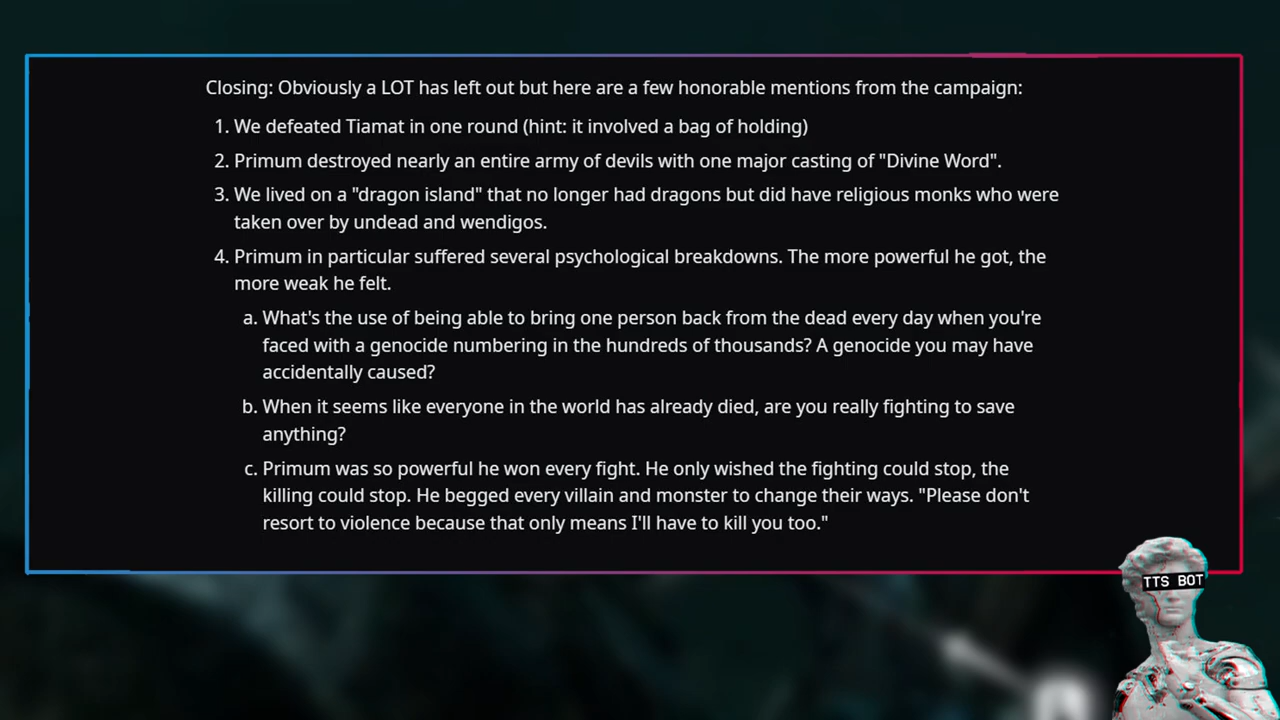 Closing: Obviously a LOT has left out but here are a few honorable mentions from the campaign:
1. We defeated Tiamat in one round (hint: it involved a bag of holding)
2. Primum destroyed nearly an entire army of devils with one major casting of "Divine Word".
3. We lived on a "dragon island" that no longer had dragons but did have religious monks who were
taken over by undead and wendigos.
4. Primum in particular suffered several psychological breakdowns. The more powerful he got, the
more weak he felt.
a. What's the use of being able to bring one person back from the dead every day when you're
faced with a genocide numbering in the hundreds of thousands? A genocide you may have
accidentally caused?
b. When it seems like everyone in the world has already died, are you really fighting to save
anything?
c. Primum was so powerful he won every fight. He only wished the fighting could stop, the
killing could stop. He begged every villain and monster to change their ways. "Please don't
resort to violence because that only means I'll have to kill you too."
TTS BOT